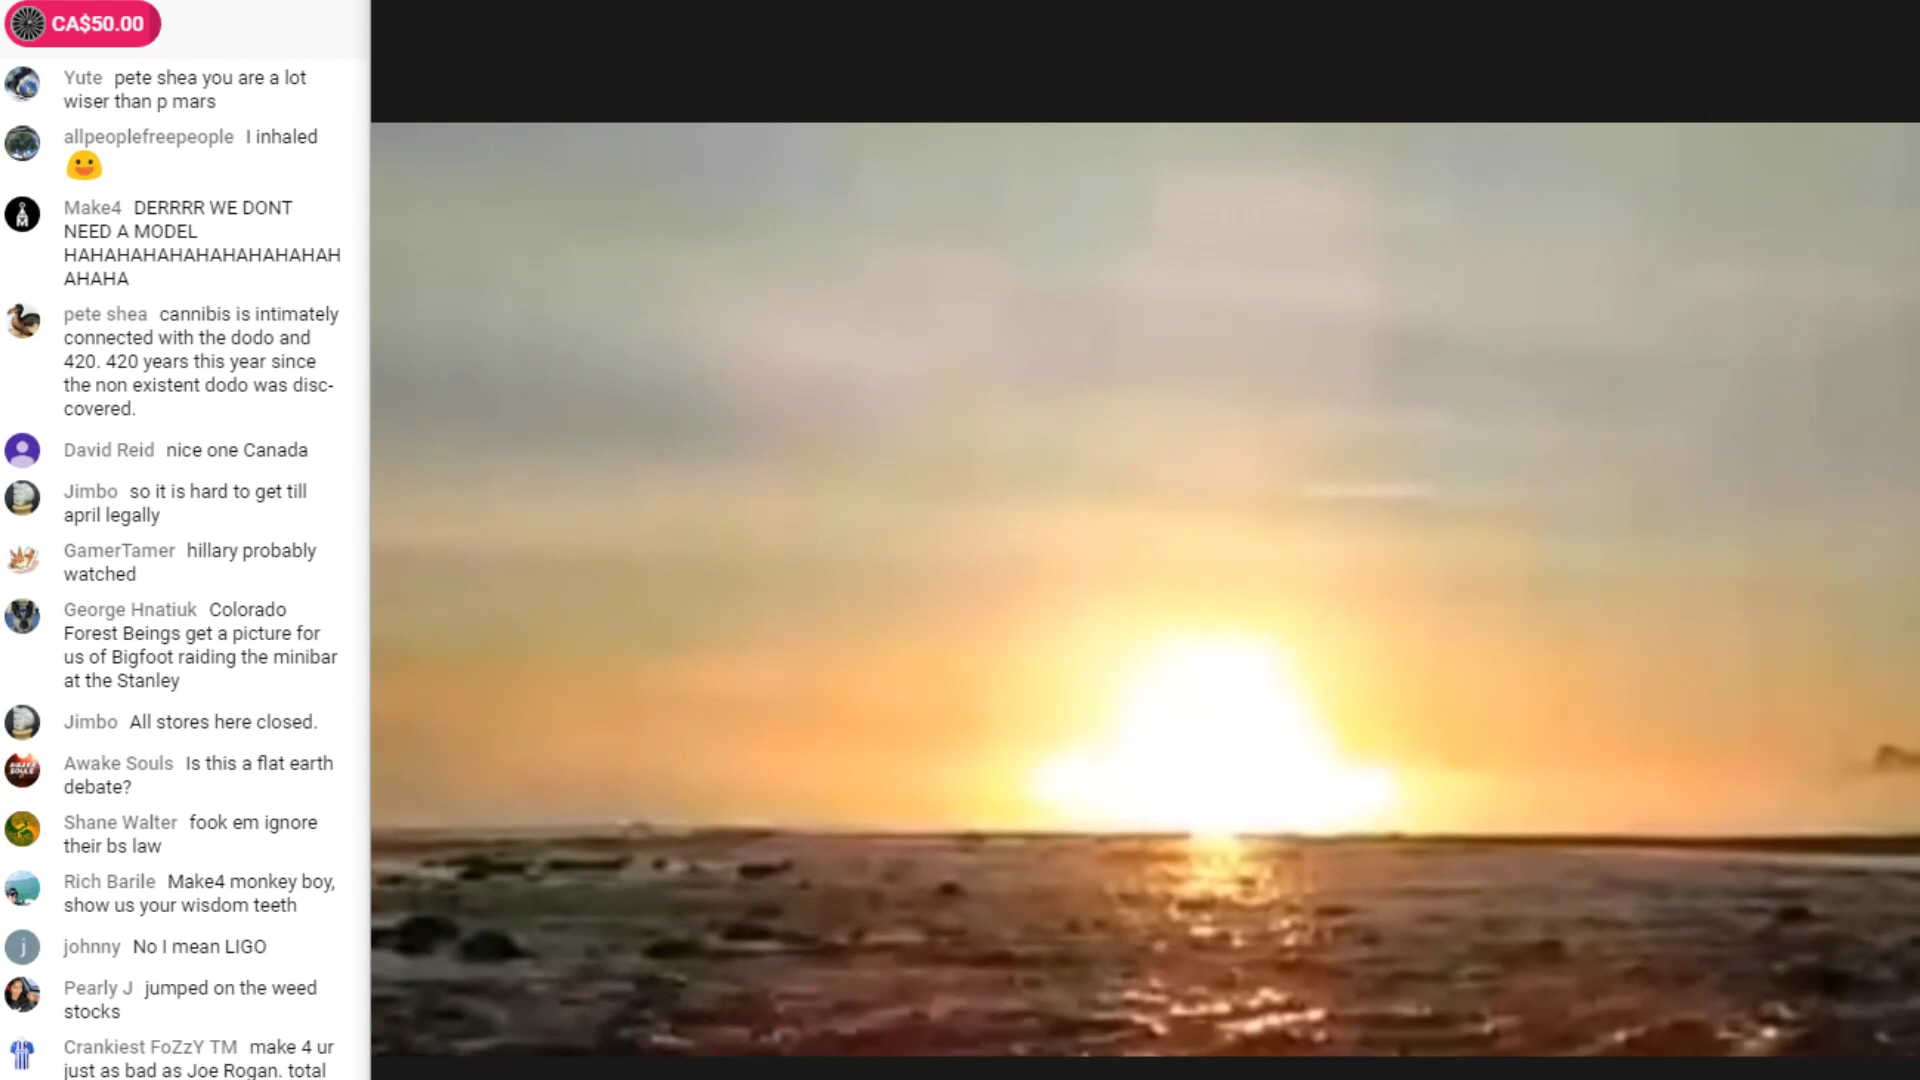 CA$50.00
Yute pete shea you are a lot
wiser than p mars
allpeoplefreepeople I inhaled
Make4 DERRRR WE DONT
NEED A MODEL
HAHAHAHAHAHAHAHAHAHAH
AHAHA
pete shea cannibis is intimately
connected with the dodo and
420. 420 years this year since
the non existent dodo was disc-
covered.
David Reid nice one Canada
Jimbo so it is hard to get till
april legally
GamerTamer hillary probably
watched
George Hnatiuk Colorado
Forest Beings get a picture for
us of Bigfoot raiding the minibar
at the Stanley
Jimbo All stores here closed.
Awake Souls Is this a flat earth
debate?
Shane Walter fook em ignore
their bs law
Rich Barile Make4 monkey boy,
show us your wisdom teeth
j johnny No I mean LIGO
Pearly J jumped on the weed
stocks
Crankiest FoZzY TM make 4 ur
just as bad as Joe Rogan. total